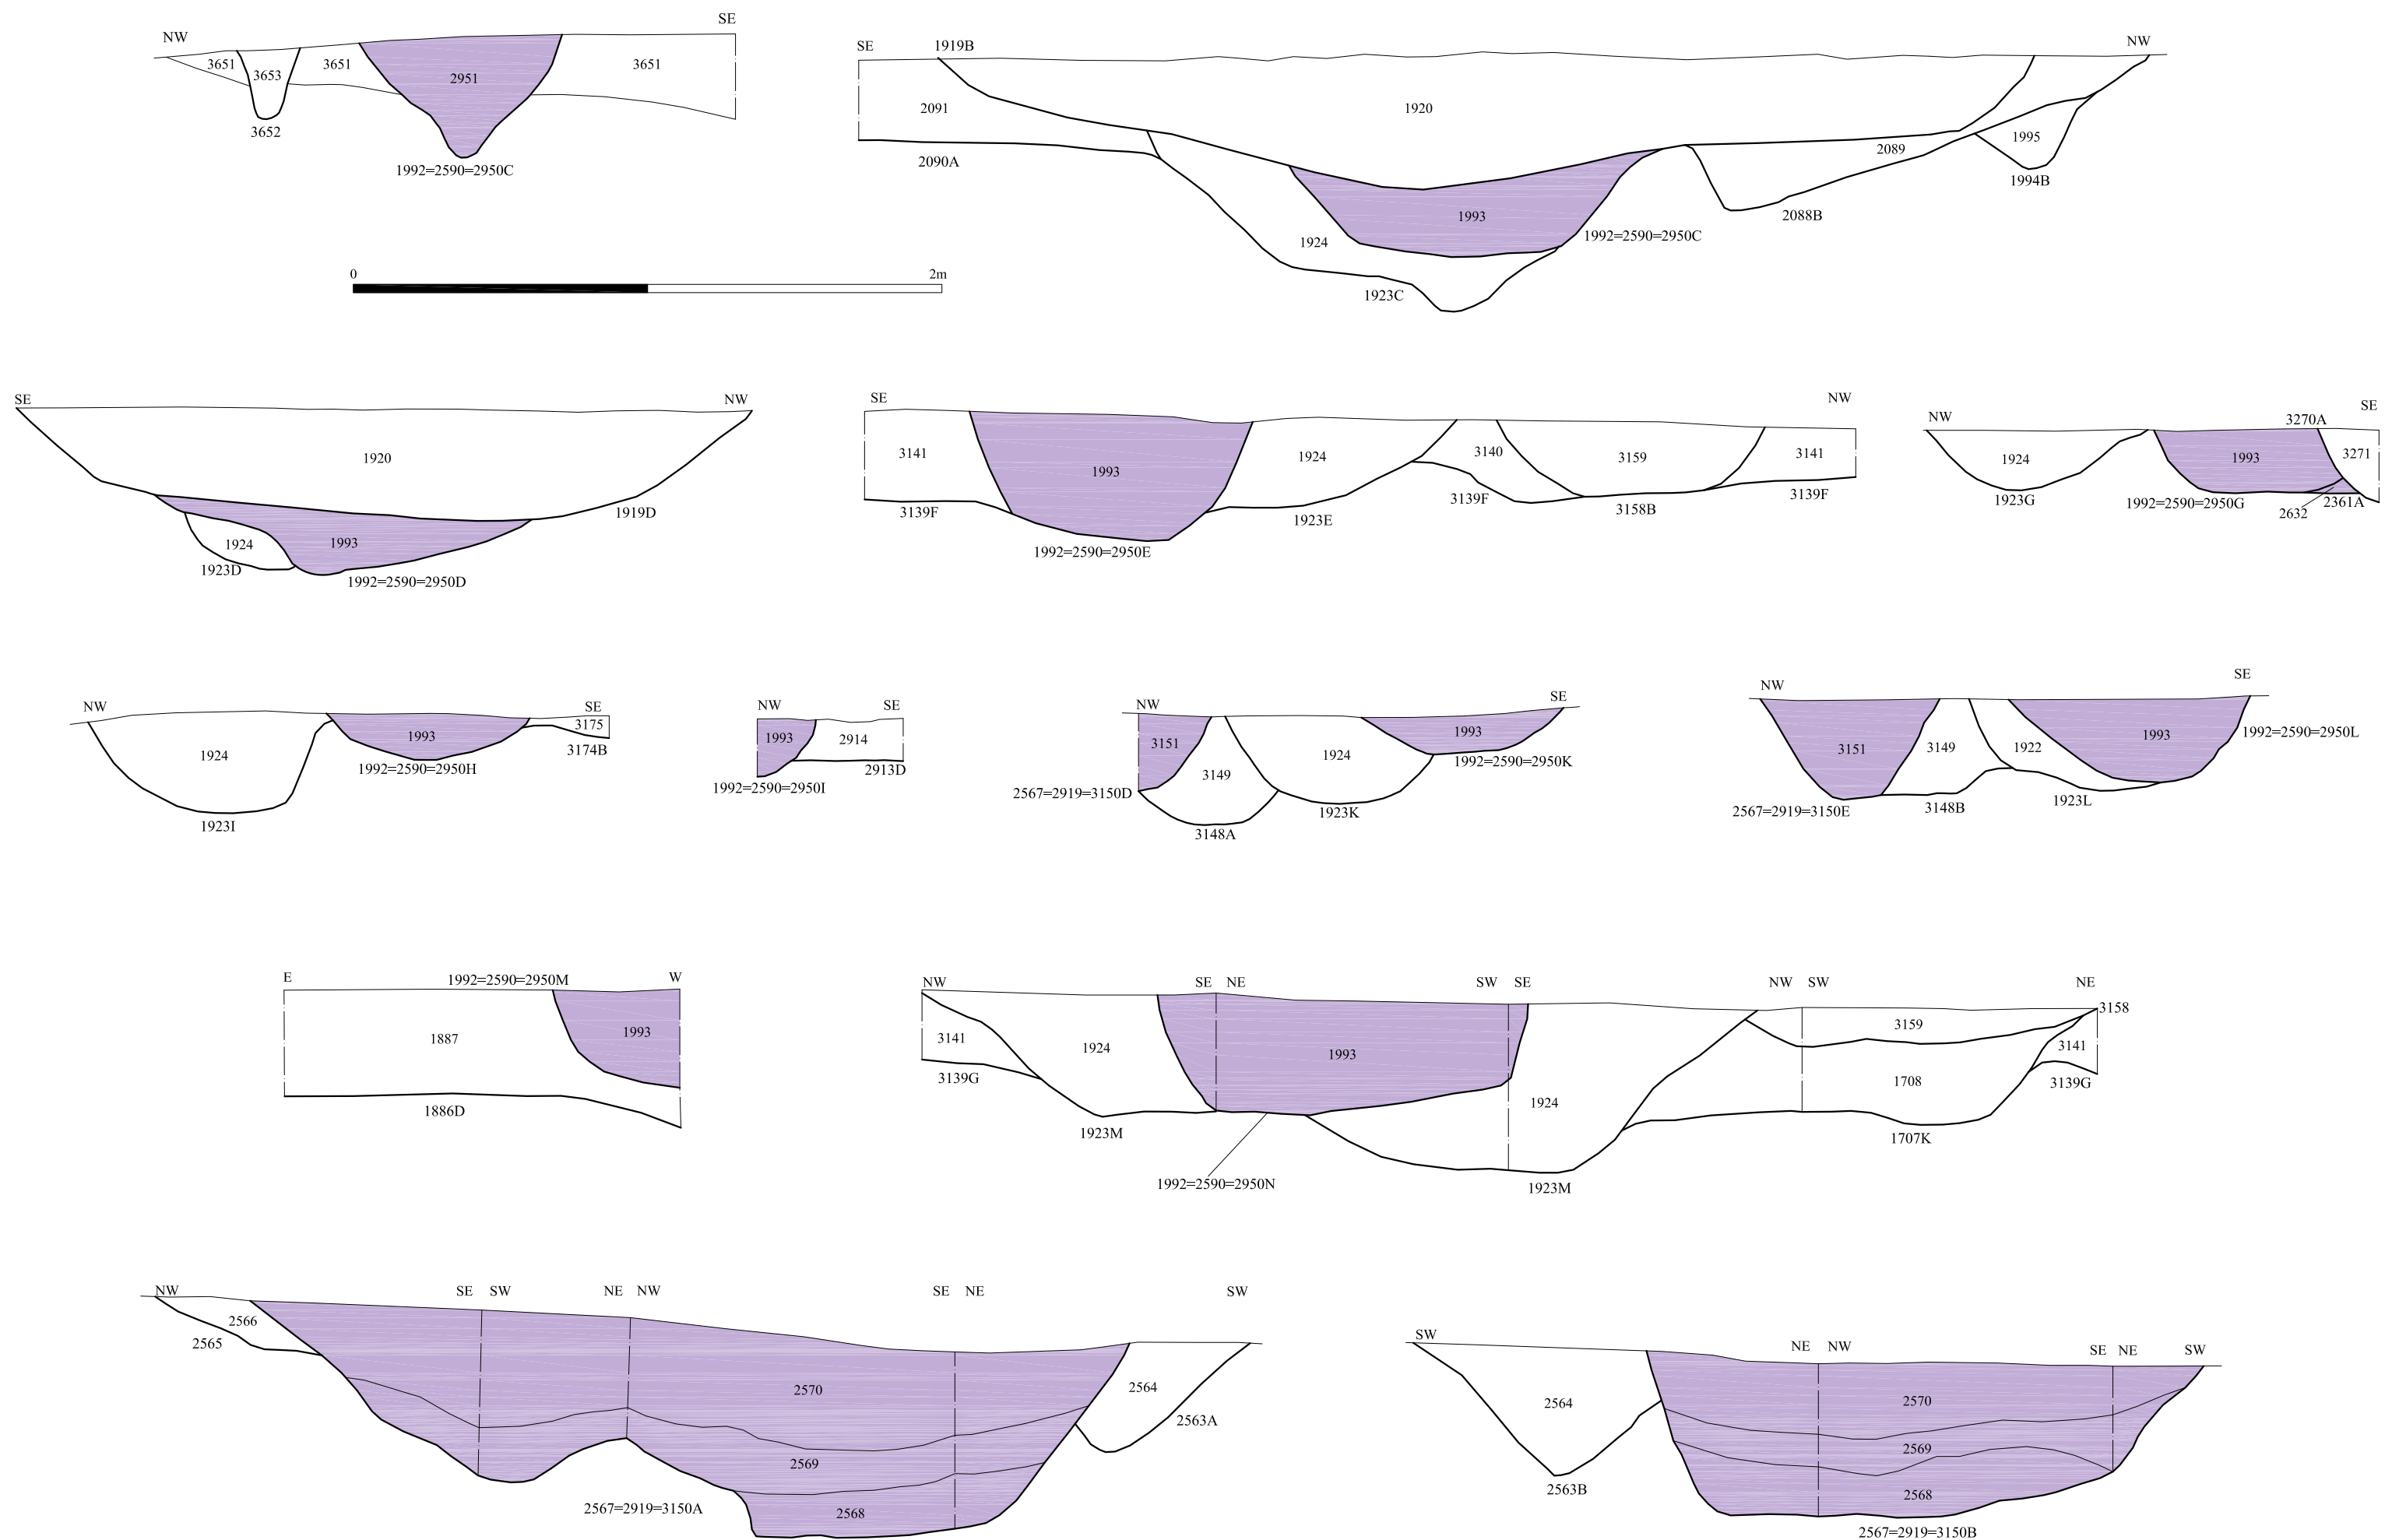 NW
SE
3651
3653
3651
2951
3651
3652
1992=2590=2950C
SE
1919B
NW
2091
1920
2090A
1995
2089
1994B
1993
2088B
1924
1992=2590=2950C
1923C
0
2m
SE
NW
1920
1919D
1924
1993
1923D
1992=2590=2950D
SE
NW
3141
1993
1924
3140
3159
3141
3139F
1923E
3139F
3158B
3139F
1992=2590=2950E
NW
3270A
SE
1924
1993
3271
1923G
1992=2590=2950G
2632
2361A
NW
SE
1924
1993
3175
3174B
1992=2590=2950H
1923I
NW
SE
1993
2914
2913D
1992=2590=2950I
NW
SE
3151
1993
1924
3149
1992=2590=2950K
2567=2919=3150D
1923K
3148A
NW
SE
3151
3149
1922
1993
1992=2590=2950L
2567=2919=3150E
3148B
1923L
E
1992=2590=2950M
W
1887
1993
1886D
NW
SE
NE
SW
SE
NW
SW
NE
3158
3141
1924
1993
3159
3141
3139G
1924
1708
3139G
1923M
1707K
1992=2590=2950N
1923M
NW
SE
SW
NE
NW
SE
NE
SW
2566
2565
2570
2564
2563A
2569
2567=2919=3150A
2568
SW
NE
NW
SE
NE
SW
2564
2570
2569
2563B
2568
2567=2919=3150B